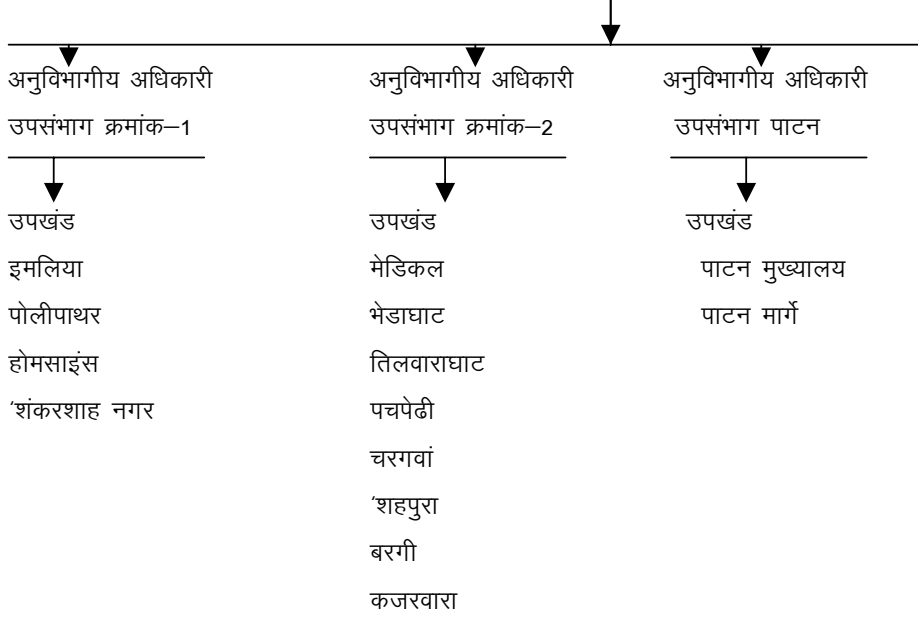 अनुविभागीय अधिकारी
उपसंभाग क्रमांक–1
उपखंड
इमलिया
पोलीपाथर
होमसाइंस
'शंकरशाह नगर
अनुविभागीय अधिकारी
उपसंभाग क्रमांक–2
उपखंड
मेडिकल
भेडाघाट
तिलवाराघाट
पचपेढी
चरगवां
'शहपुरा
बरगी
कजरवारा
अनुविभागीय अधिकारी
उपसंभाग पाटन
उपखंड
पाटन मुख्यालय
पाटन मार्गे